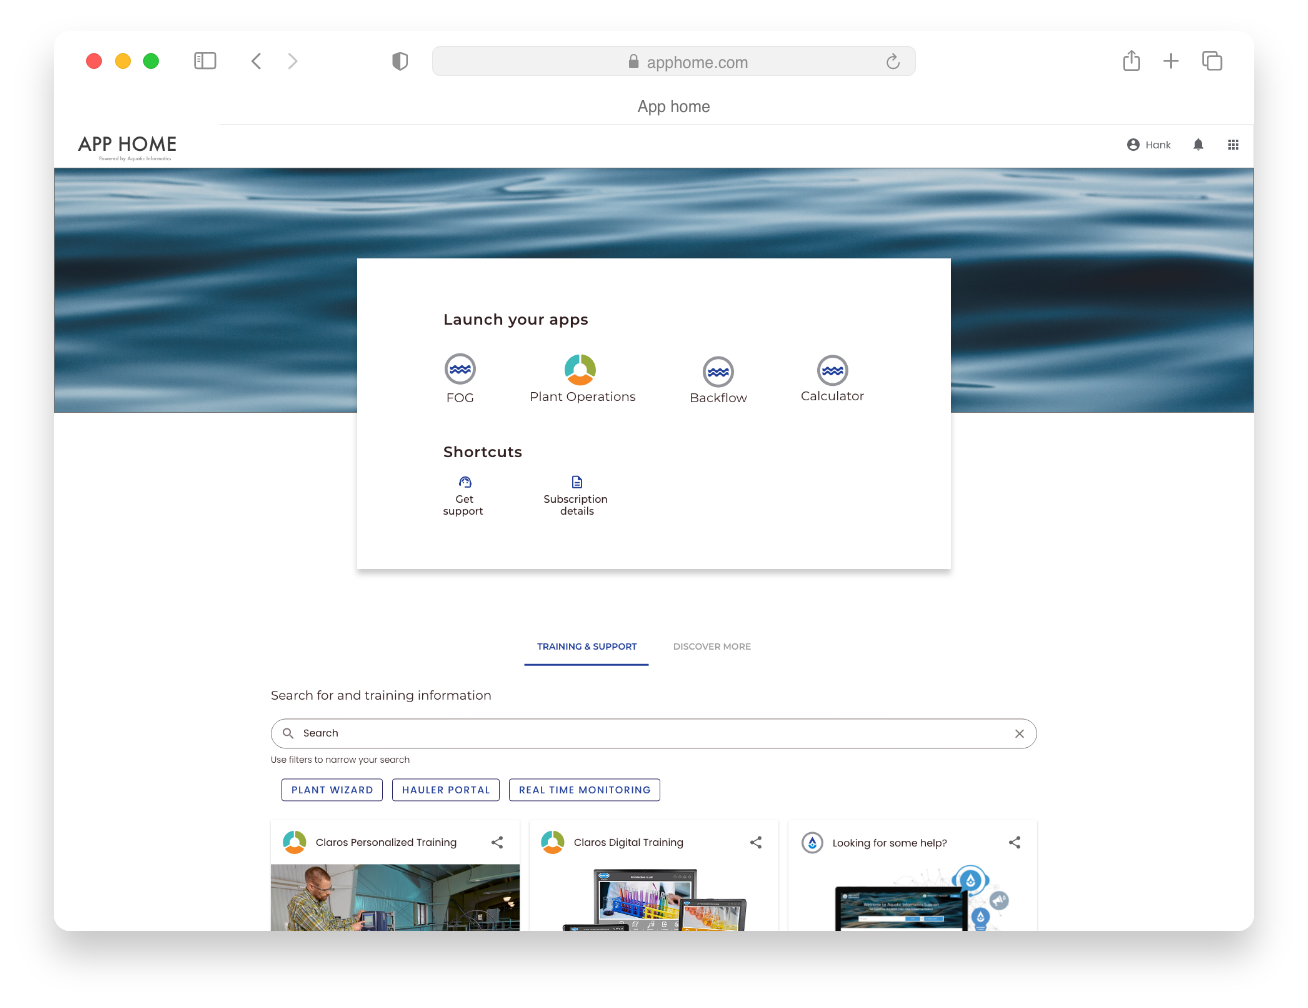 apphome.com
App home
APP HOME
Powered by Aquatic Informatics
Hank
Launch your apps
FOG
Plant Operations
Backflow
Calculator
Shortcuts
Get
support
Subscription
details
TRAINING & SUPPORT
DISCOVER MORE
Search for and training information
Search
Use filters to narrow your search
PLANT WIZARD
HAULER PORTAL
REAL TIME MONITORING
Claros Personalized Training
Claros Digital Training
Looking for some help?